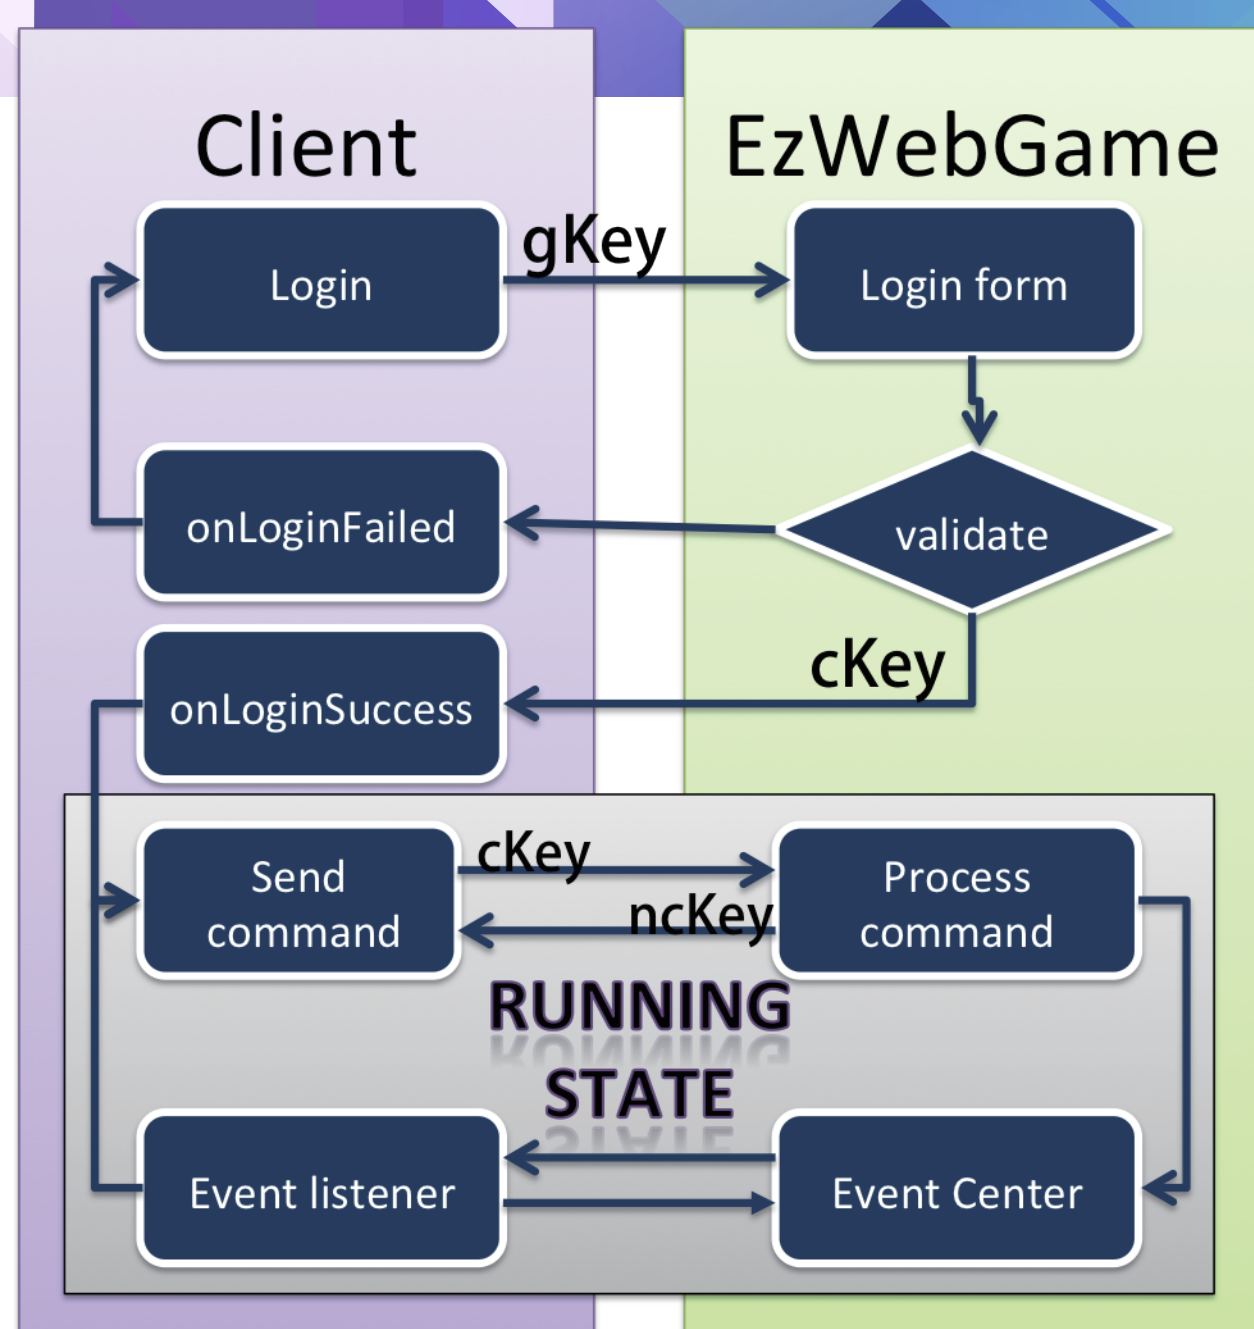 Client
EzWebGame
Login
gKey
Login form
onLoginFailed
validate
cKey
onLoginSuccess
Send
command
cKey
ncKey
Process
command
RUNNING
STATE
Event listener
Event Center